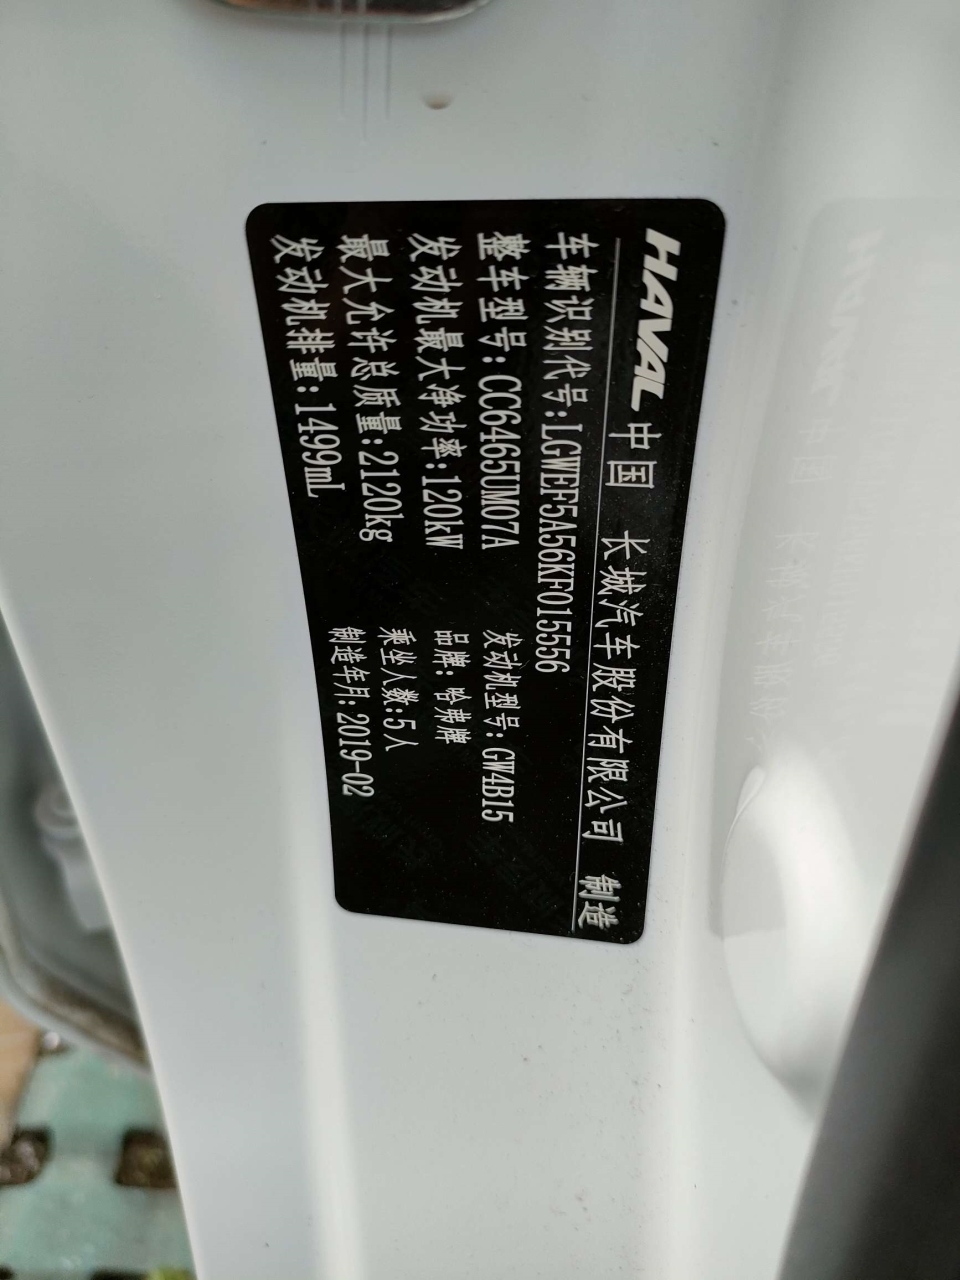 HAVAL 中国 长城汽车股份有限公司 制造
车辆识别代号:LGWEF5A56KF015556
整车型号:CC6465UM07A 发动机型号:GW4B15
发动机最大净功率:120kW 品牌:哈弗牌
最大允许总质量:2120kg 乘坐人数:5人
发动机排量:1499mL 制造年月:2019-02